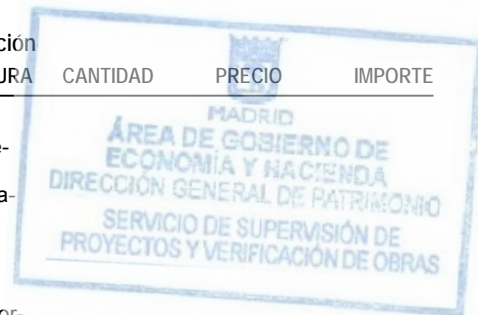 ción
URA CANTIDAD PRECIO IMPORTE
MADRID
ÁREA DE GOBIERNO DE
ECONOMÍA Y HACIENDA
DIRECCIÓN GENERAL DE PATRIMONIO
SERVICIO DE SUPERVISIÓN DE
PROYECTOS Y VERIFICACIÓN DE OBRAS
e-
a-
er-